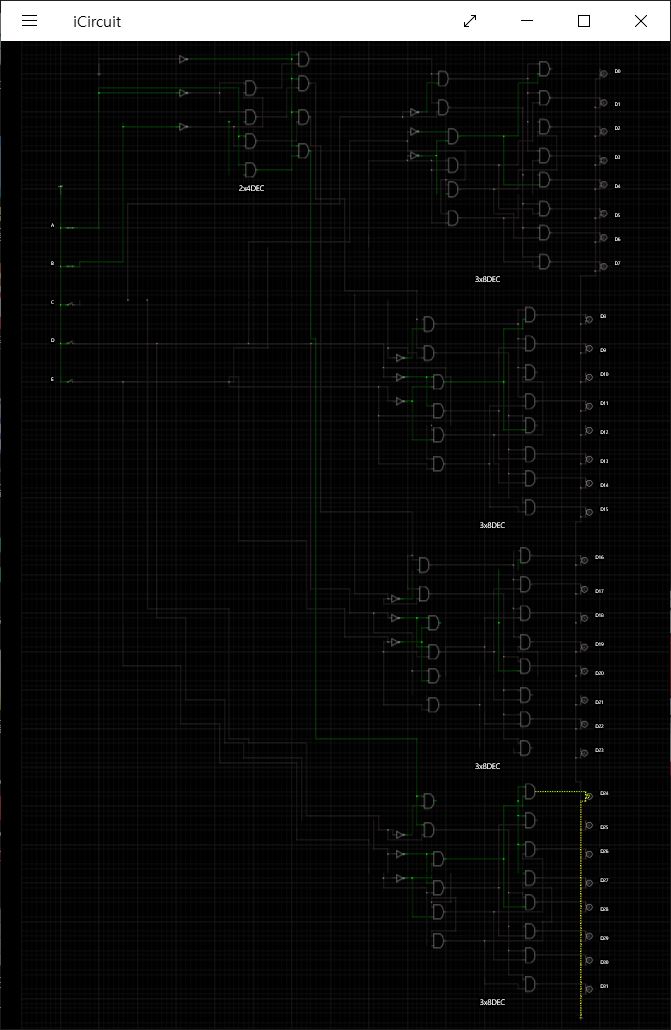 iCircuit
D0
D1
D2
D3
D4
D5
D6
D7
2x4DEC
A
B
C
D
E
3x8DEC
D8
D9
D10
D11
D12
D13
D14
D15
3x8DEC
D16
D17
D18
D19
D20
D21
D22
D23
3x8DEC
D24
D25
D26
D27
D28
D29
D30
D31
3x8DEC